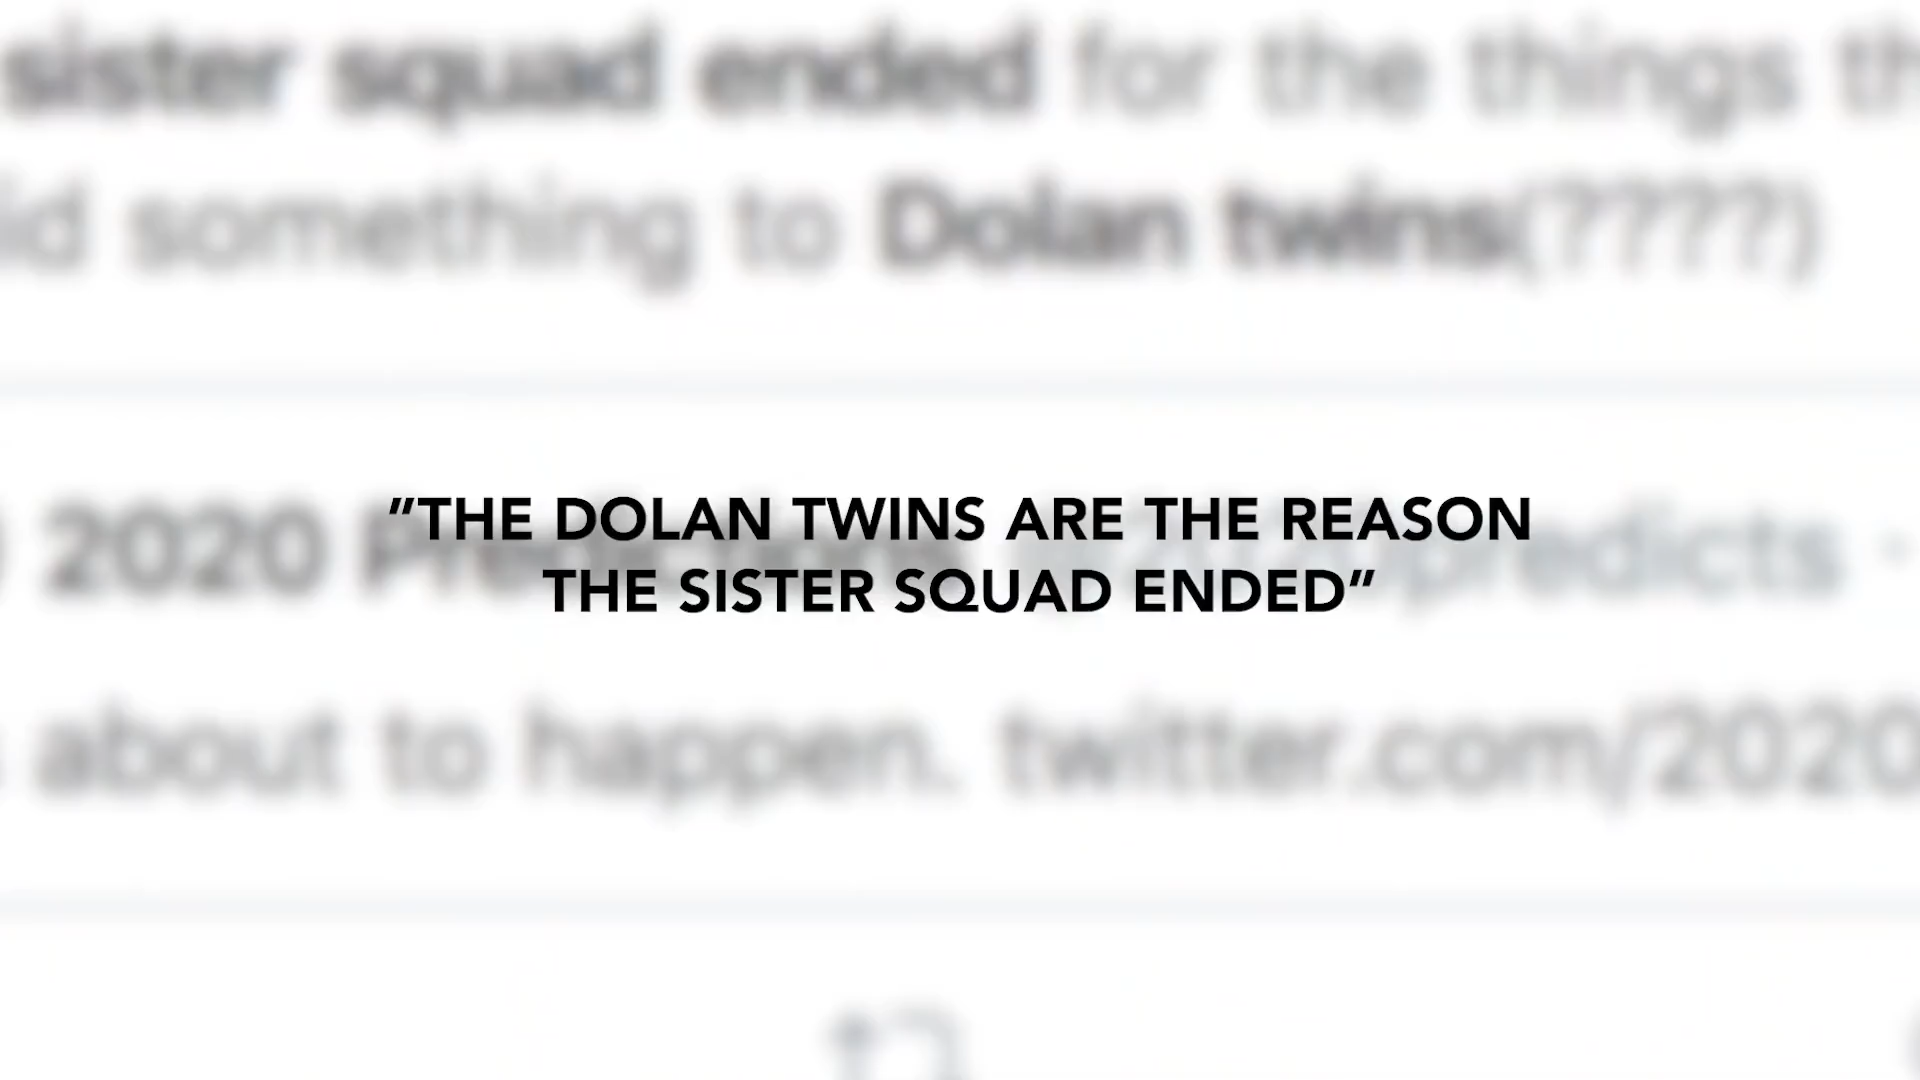 sister squad ended for the things th
id something to Dolan twins(????)
"THE DOLAN TWINS ARE THE REASON
2020 predicts ·
THE SISTER SQUAD ENDED"
about to happen. twitter.com/2020